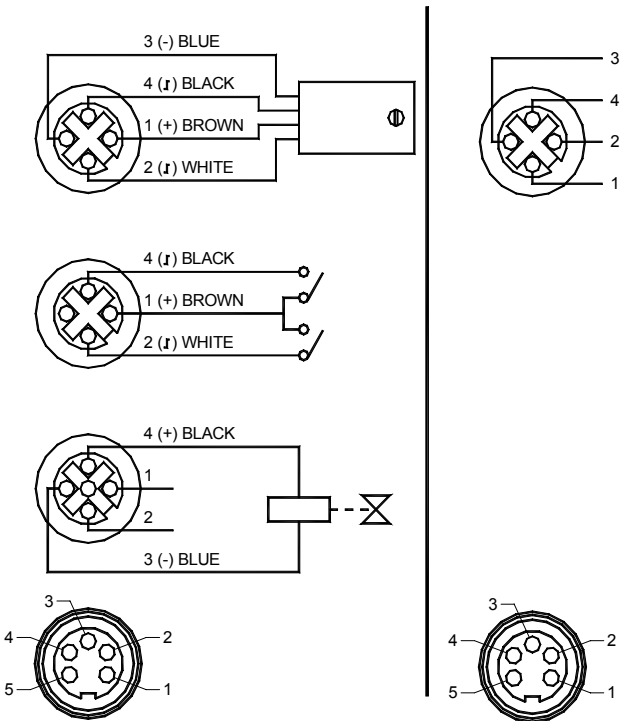 3 (-) BLUE
4 (ɿ) BLACK
1 (+) BROWN
2 (ɿ) WHITE
4 (ɿ) BLACK
1 (+) BROWN
2 (ɿ) WHITE
4 (+) BLACK
1
2
3 (-) BLUE
3
4
2
5
1
3
4
2
1
3
4
2
5
1